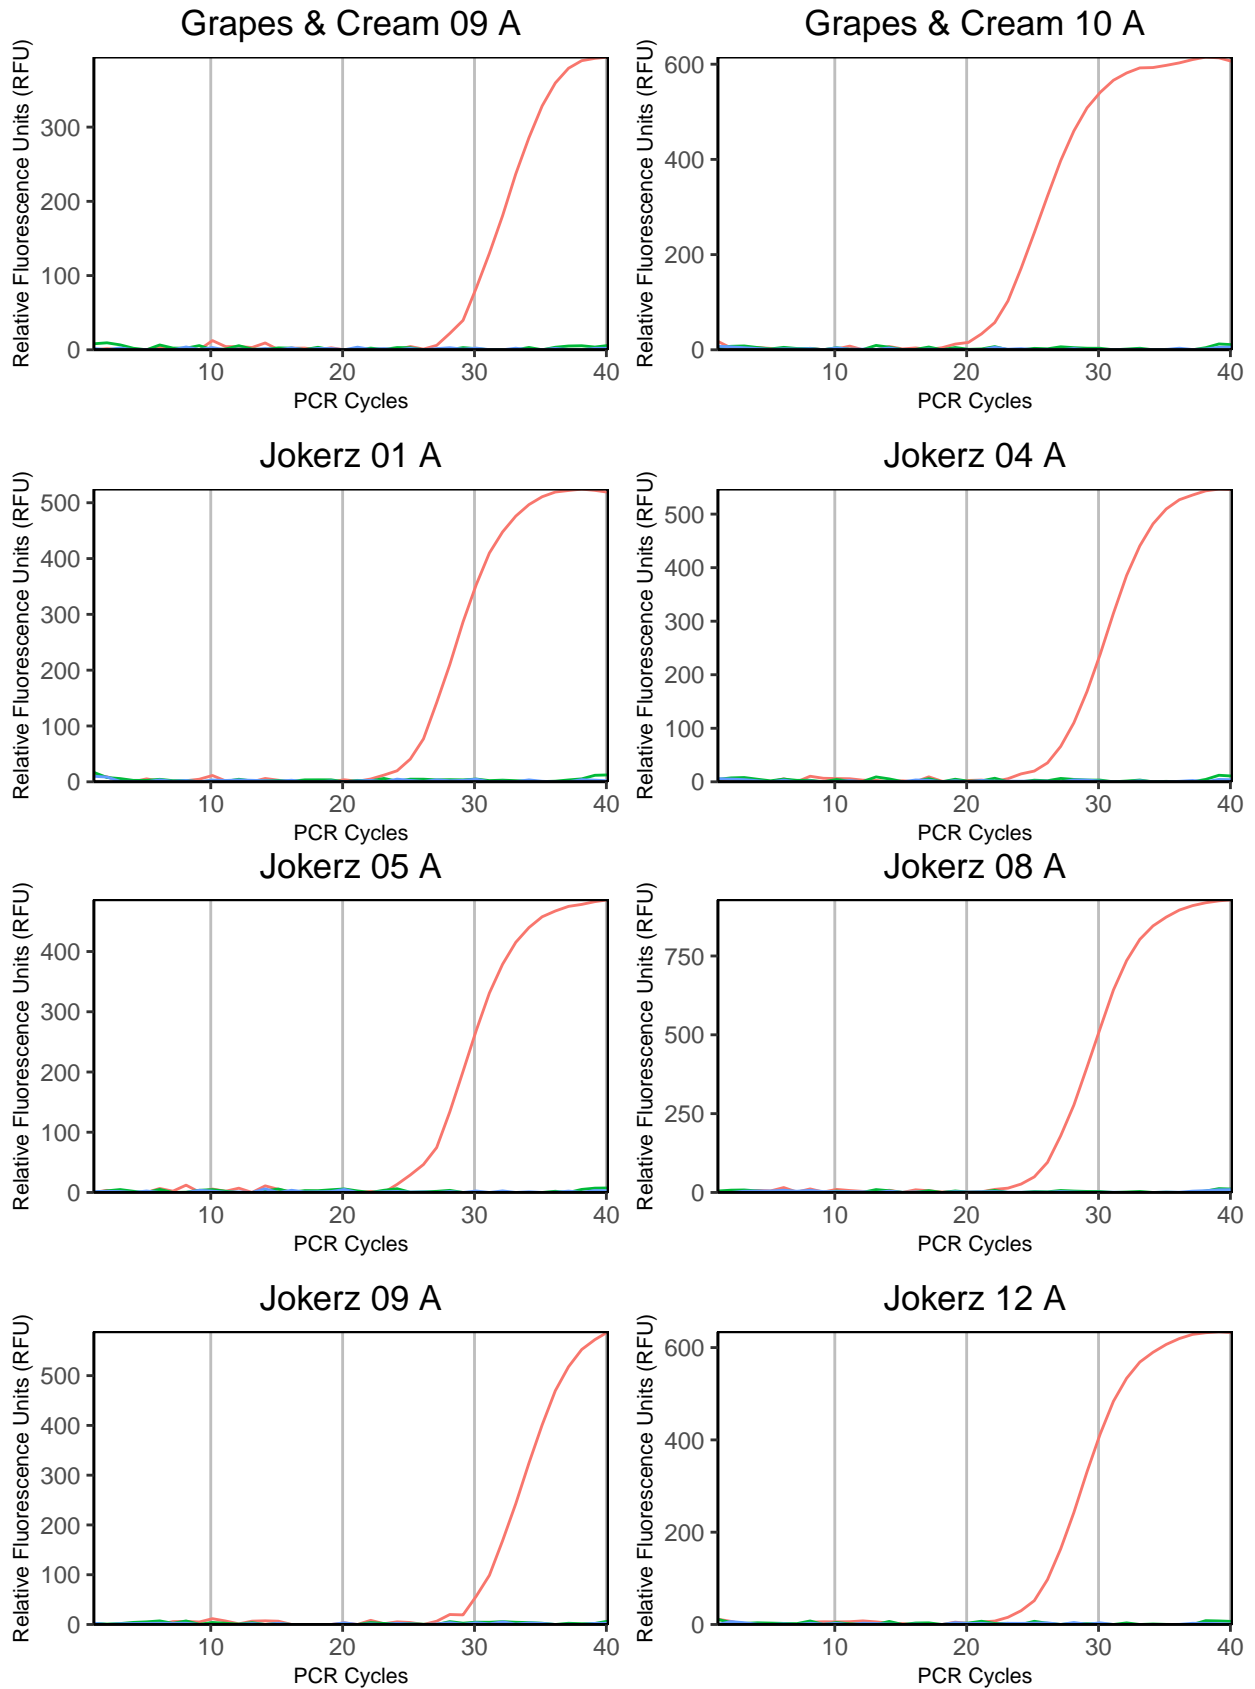 Grapes & Cream 09 A
Relative Fluorescence Units (RFU)
300
200
100
0
10 20 30 40
PCR Cycles
Grapes & Cream 10 A
Relative Fluorescence Units (RFU)
600
400
200
0
10 20 30 40
PCR Cycles
Jokerz 01 A
Relative Fluorescence Units (RFU)
500
400
300
200
100
0
10 20 30 40
PCR Cycles
Jokerz 04 A
Relative Fluorescence Units (RFU)
500
400
300
200
100
0
10 20 30 40
PCR Cycles
Jokerz 05 A
Relative Fluorescence Units (RFU)
400
300
200
100
0
10 20 30 40
PCR Cycles
Jokerz 08 A
Relative Fluorescence Units (RFU)
750
500
250
0
10 20 30 40
PCR Cycles
Jokerz 09 A
Relative Fluorescence Units (RFU)
500
400
300
200
100
0
10 20 30 40
PCR Cycles
Jokerz 12 A
Relative Fluorescence Units (RFU)
600
400
200
0
10 20 30 40
PCR Cycles